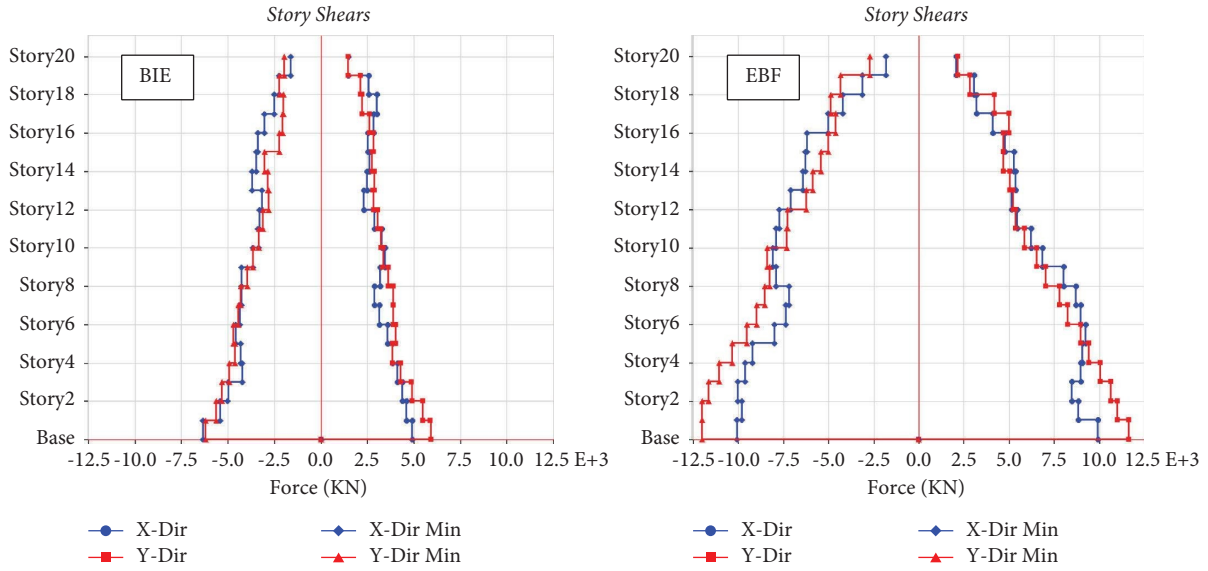 Story Shears
BIE
Story20
Story18
Story16
Story14
Story12
Story10
Story8
Story6
Story4
Story2
Base
-12.5 -10.0 -7.5 -5.0 -2.5 0.0 2.5 5.0 7.5 10.0 12.5 E+3
Force (KN)
X-Dir X-Dir Min
Y-Dir Y-Dir Min
Story Shears
EBF
Story20
Story18
Story16
Story14
Story12
Story10
Story8
Story6
Story4
Story2
Base
-12.5 -10.0 -7.5 -5.0 -2.5 0.0 2.5 5.0 7.5 10.0 12.5 E+3
Force (KN)
X-Dir X-Dir Min
Y-Dir Y-Dir Min